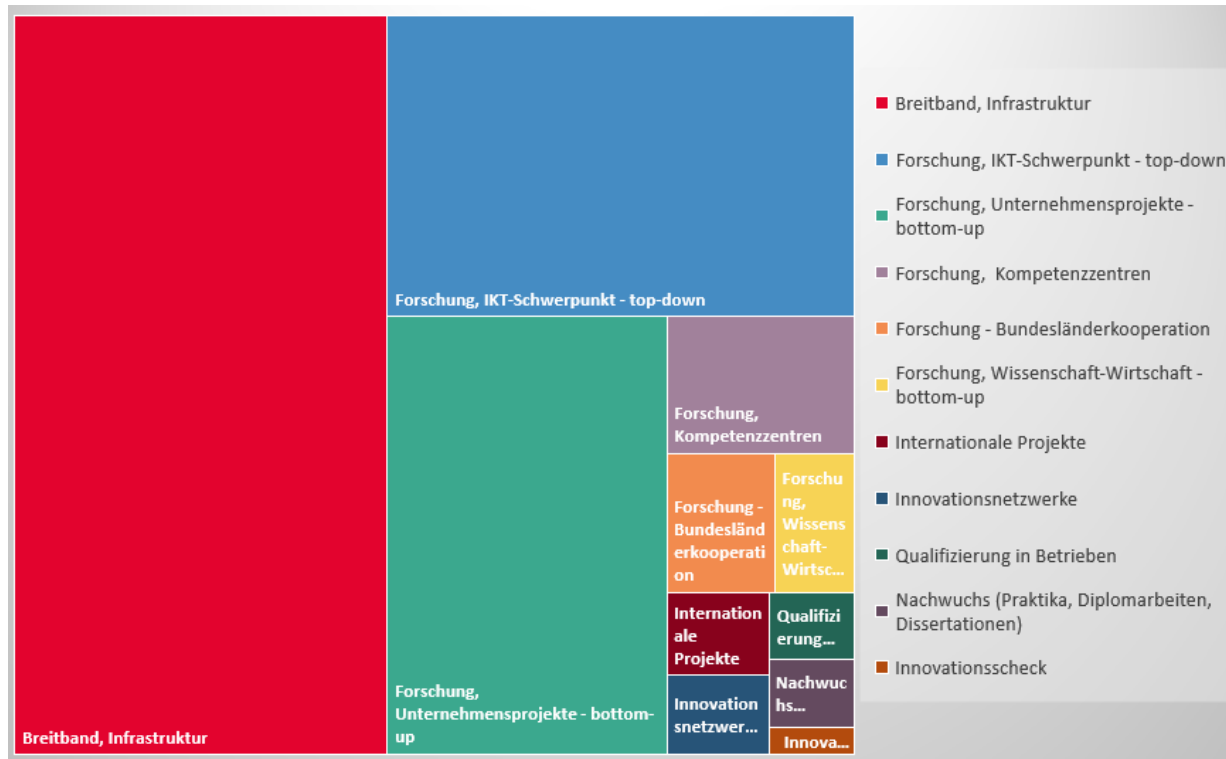 Forschung, IKT-Schwerpunkt - top-down
Forschung,
Kompetenzzentren
Forschung -
Bundesländ
erkooperati
on
Forschu
ng,
Wissens
chaft-
Wirtsc...
Internation
ale
Projekte
Qualifizi
erung...
Innovation
snetzwer...
Nachwuc
hs...
Innova...
Forschung,
Unternehmensprojekte - bottom-
up
Breitband, Infrastruktur
Breitband, Infrastruktur
Forschung, IKT-Schwerpunkt - top-down
Forschung, Unternehmensprojekte -
bottom-up
Forschung,  Kompetenzzentren
Forschung - Bundesländerkooperation
Forschung, Wissenschaft-Wirtschaft -
bottom-up
Internationale Projekte
Innovationsnetzwerke
Qualifizierung in Betrieben
Nachwuchs (Praktika, Diplomarbeiten,
Dissertationen)
Innovationsscheck